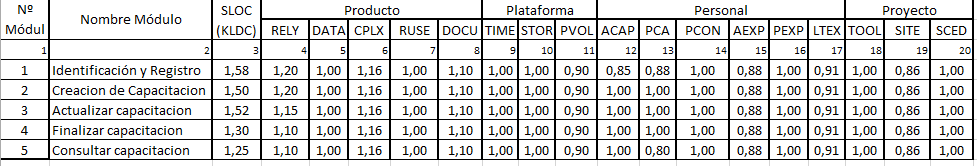 Nº Módul Nombre Módulo SLOC (KLDC) Producto Plataforma Personal Proyecto
RELY DATA CPLX RUSE DOCU TIME STOR PVOL ACAP PCA PCON AEXP PEXP LTEX TOOL SITE SCED
1 2 3 4 5 6 7 8 9 10 11 12 13 14 15 16 17 18 19 20
1 Identificación y Registro 1,58 1,20 1,00 1,16 1,00 1,10 1,00 1,00 0,90 0,85 0,88 1,00 0,88 1,00 0,91 1,00 0,86 1,00
2 Creacion de Capacitacion 1,50 1,20 1,00 1,16 1,00 1,10 1,00 1,00 0,90 1,00 1,00 1,00 0,88 1,00 0,91 1,00 0,86 1,00
3 Actualizar capacitacion 1,52 1,15 1,00 1,16 1,00 1,10 1,00 1,00 0,90 1,00 1,00 1,00 0,88 1,00 0,91 1,00 0,86 1,00
4 Finalizar capacitacion 1,30 1,10 1,00 1,16 1,00 1,10 1,00 1,00 0,90 1,00 1,00 1,00 0,88 1,00 0,91 1,00 0,86 1,00
5 Consultar capacitacion 1,25 1,10 1,00 1,16 1,00 1,10 1,00 1,00 0,90 1,00 0,80 1,00 0,88 1,00 0,91 1,00 0,86 1,00